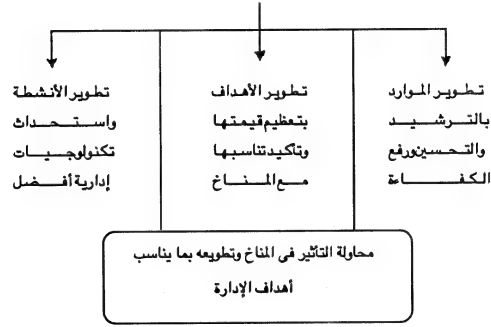 تطوير الموارد
بالترشيد
والتحسين ورفع
الكفاءة
تطوير الأهداف
بتعظيم قيمتها
وتأكيد تناسبها
مع المناخ
تطوير الأنشطة
واستحداث
تكنولوجيات
إدارية أفضل
محاولة التأثير فى المناخ وتطويعه بما يناسب
أهداف الإدارة